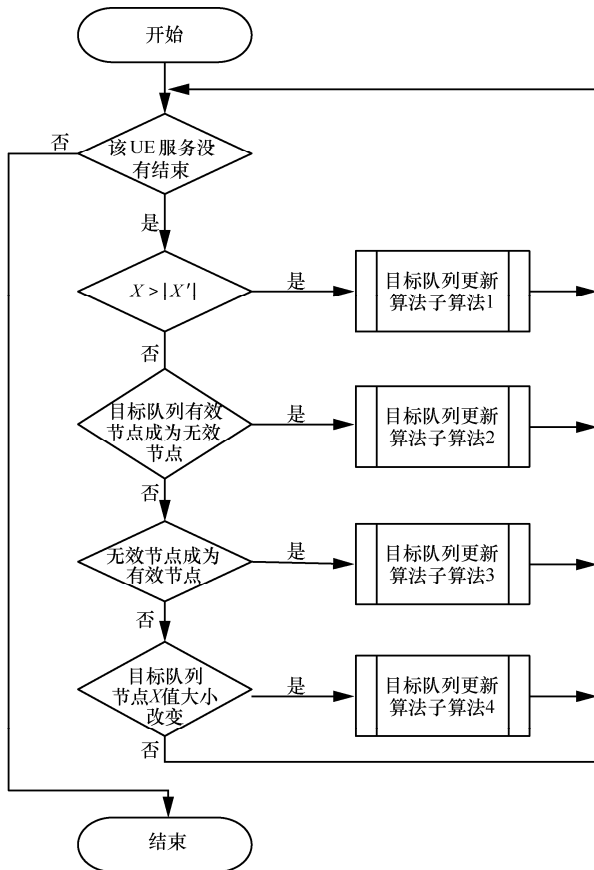 开始
否
该UE服务没
有结束
是
X>|X′|
是
目标队列更新
算法子算法1
否
目标队列有效
节点成为无效
节点
是
目标队列更新
算法子算法2
否
无效节点成为
有效节点
是
目标队列更新
算法子算法3
否
目标队列
节点X值大小
改变
是
目标队列更新
算法子算法4
否
结束